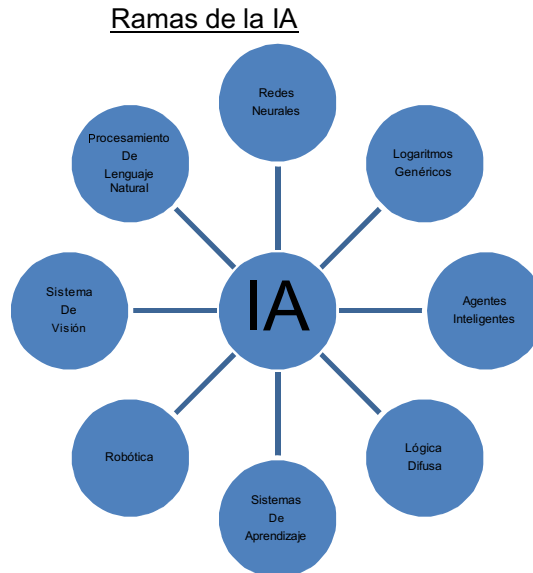 Ramas de la IA
Redes
Neurales
Logaritmos
Genéricos
Agentes
Inteligentes
Lógica
Difusa
Sistemas
De
Aprendizaje
Robótica
Sistema
De
Visión
Procesamiento
De
Lenguaje
Natural
IA